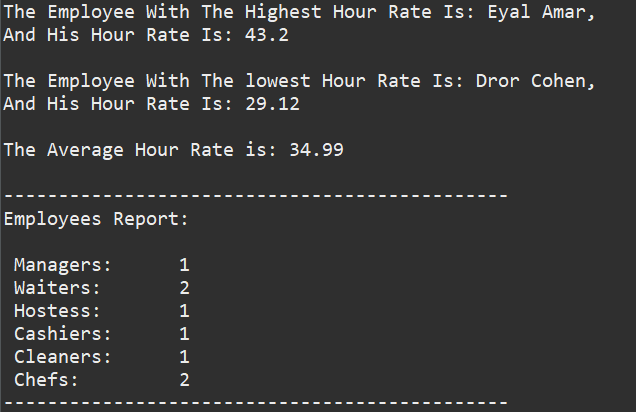 The Employee With The Highest Hour Rate Is: Eyal Amar,
And His Hour Rate Is: 43.2
The Employee With The lowest Hour Rate Is: Dror Cohen,
And His Hour Rate Is: 29.12
The Average Hour Rate is: 34.99
----------------------------------------------
Employees Report:
Managers: 1
Waiters: 2
Hostess: 1
Cashiers: 1
Cleaners: 1
Chefs: 2
----------------------------------------------